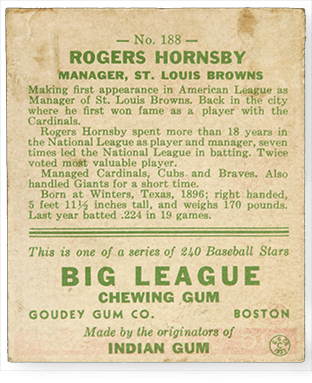 — No. 188 —
ROGERS HORNSBY
MANAGER, ST. LOUIS BROWNS
Making first appearance in American League as
Manager of St. Louis Browns. Back in the city
where he first won fame as a player with the
Cardinals.
Rogers Hornsby spent more than 18 years in
the National League as player and manager, seven
times led the National League in batting. Twice
voted most valuable player.
Managed Cardinals, Cubs and Braves. Also
handled Giants for a short time.
Born at Winters, Texas, 1896; right handed,
5 feet 11½ inches tall, and weighs 170 pounds.
Last year batted .224 in 19 games.
This is one of a series of 240 Baseball Stars
BIG LEAGUE
CHEWING GUM
GOUDEY GUM CO. BOSTON
Made by the originators of
INDIAN GUM